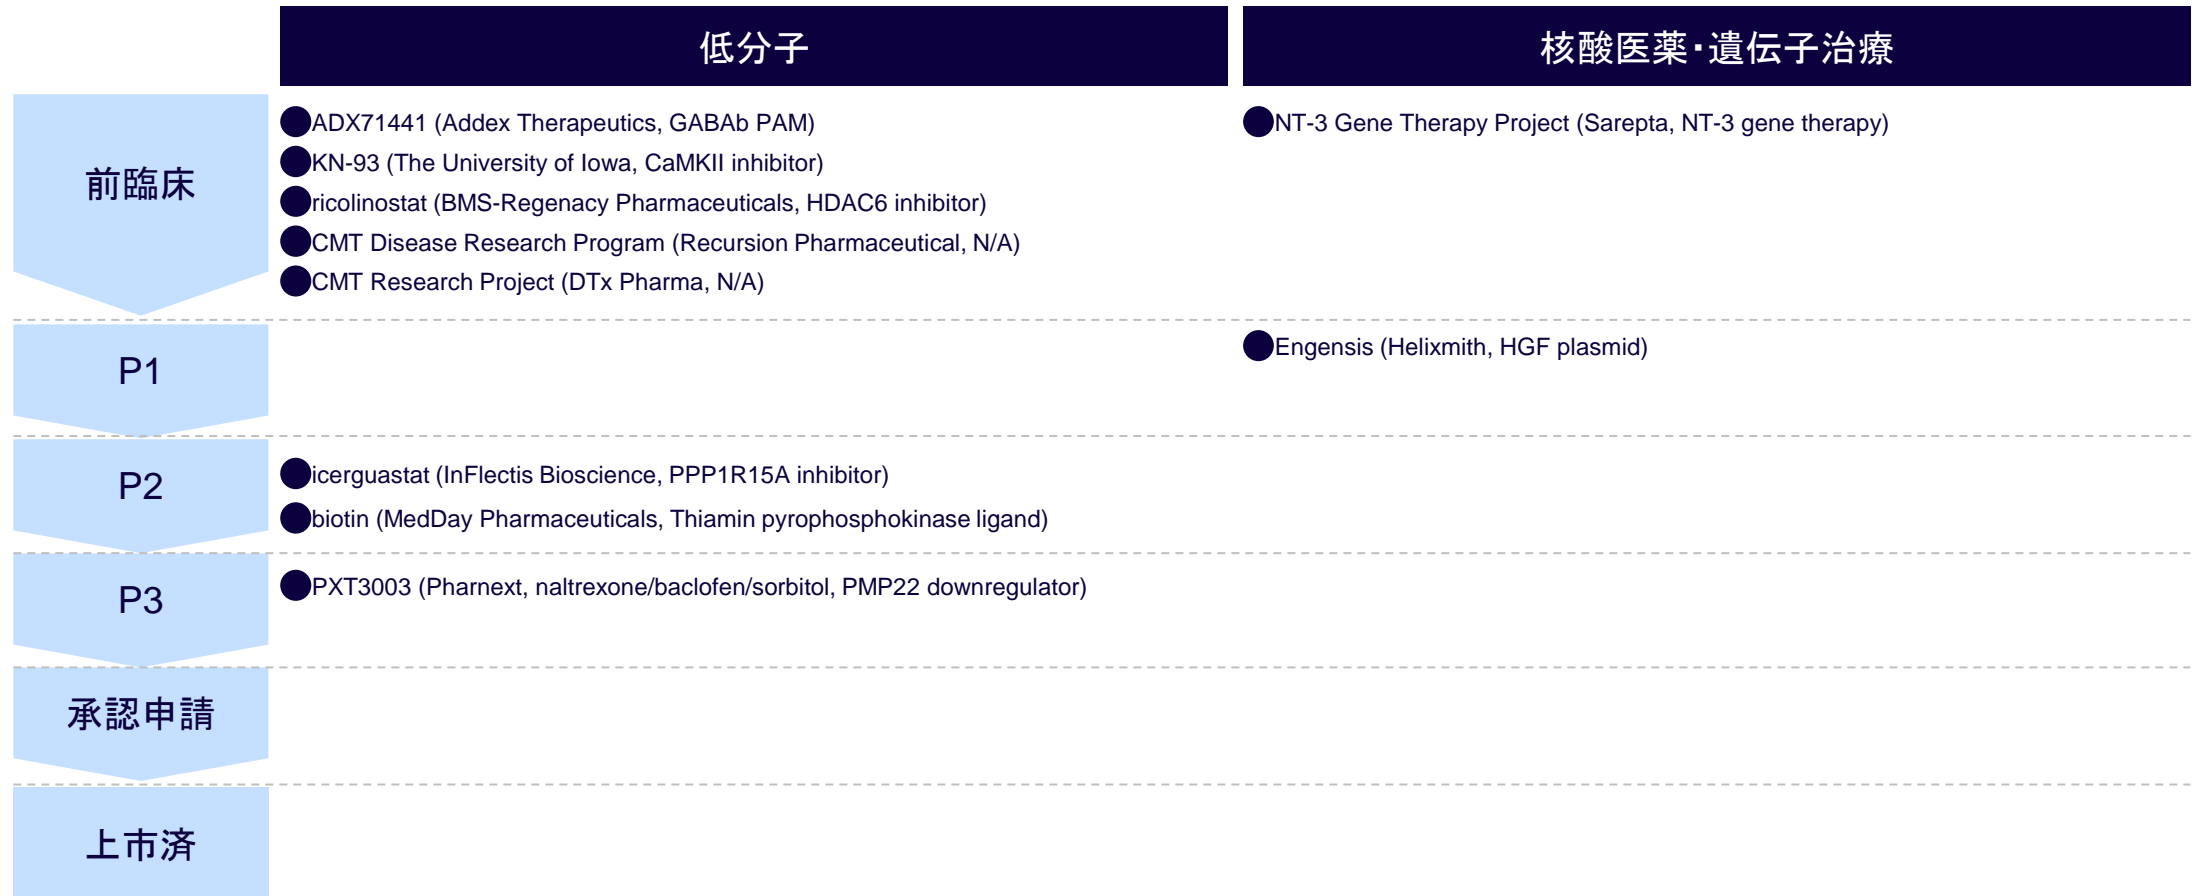 低分子
核酸医薬・遺伝子治療
前臨床
●ADX71441 (Addex Therapeutics, GABAb PAM)
●KN-93 (The University of Iowa, CaMKII inhibitor)
●ricolinostat (BMS-Regenacy Pharmaceuticals, HDAC6 inhibitor)
●CMT Disease Research Program (Recursion Pharmaceutical, N/A)
●CMT Research Project (DTx Pharma, N/A)
●NT-3 Gene Therapy Project (Sarepta, NT-3 gene therapy)
P1
●Engensis (Helixmith, HGF plasmid)
P2
●icerguastat (InFlectis Bioscience, PPP1R15A inhibitor)
●biotin (MedDay Pharmaceuticals, Thiamin pyrophosphokinase ligand)
P3
●PXT3003 (Pharnext, naltrexone/baclofen/sorbitol, PMP22 downregulator)
承認申請
上市済